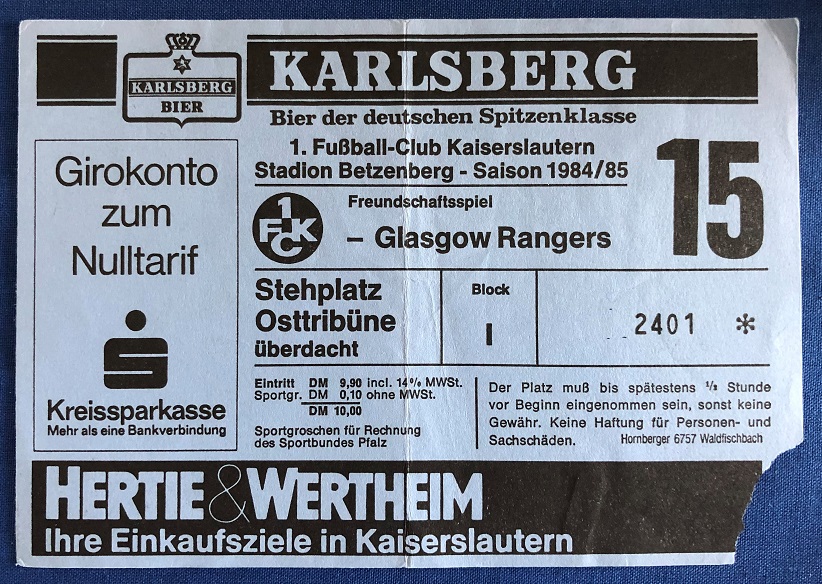 KARLSBERG
BIER
KARLSBERG
Bier der deutschen Spitzenklasse
Girokonto
zum
Nulltarif
Kreissparkasse
Mehr als eine Bankverbindung
1. Fußball-Club Kaiserslautern
Stadion Betzenberg - Saison 1984/85
15
1
FCK
Freundschaftsspiel
– Glasgow Rangers
Stehplatz
Osttribüne
überdacht
Block
I
2401 *
Eintritt DM 9,90 incl. 14% MWSt.
Sportgr. DM 0,10 ohne MWSt.
DM 10,00
Sportgroschen für Rechnung
des Sportbundes Pfalz
Der Platz muß bis spätestens ½ Stunde
vor Beginn eingenommen sein, sonst keine
Gewähr. Keine Haftung für Personen- und
Sachschäden. Hornberger 6757 Waldfischbach
HERTIE & WERTHEIM
Ihre Einkaufsziele in Kaiserslautern